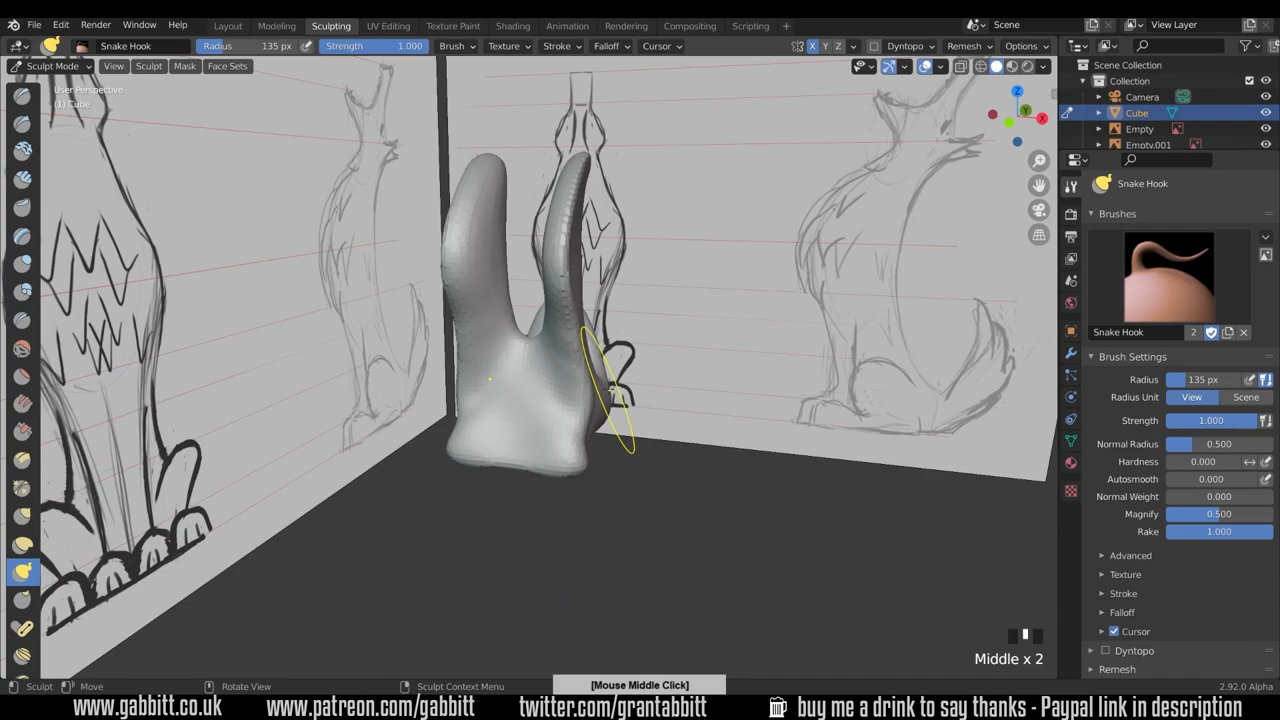 File Edit Render Window Help Layout Modeling Sculpting UV Editing Texture Paint Shading Animation Rendering Compositing Scripting + Scene View Layer
Snake Hook Radius 135 px Strength 1.000 Brush Texture Stroke Falloff Cursor X Y Z Dyntopo Remesh Options
Sculpt Mode View Sculpt Mask Face Sets
User Perspective
(1) Cube
Z
Y
X
Scene Collection
Collection
Camera
Cube
Empty
Empty.001
Snake Hook
Brushes
Snake Hook 2
Brush Settings
Radius 135 px
Radius Unit View Scene
Strength 1.000
Normal Radius 0.500
Hardness 0.000
Autosmooth 0.000
Normal Weight 0.000
Magnify 0.500
Rake 1.000
Advanced
Texture
Stroke
Falloff
Cursor
Dyntopo
Remesh
Middle x 2
Sculpt Move Rotate View Sculpt Context Menu [Mouse Middle Click] 2.92.0 Alpha
www.gabbitt.co.uk www.patreon.com/gabbitt twitter.com/grantabbitt buy me a drink to say thanks - Paypal link in description